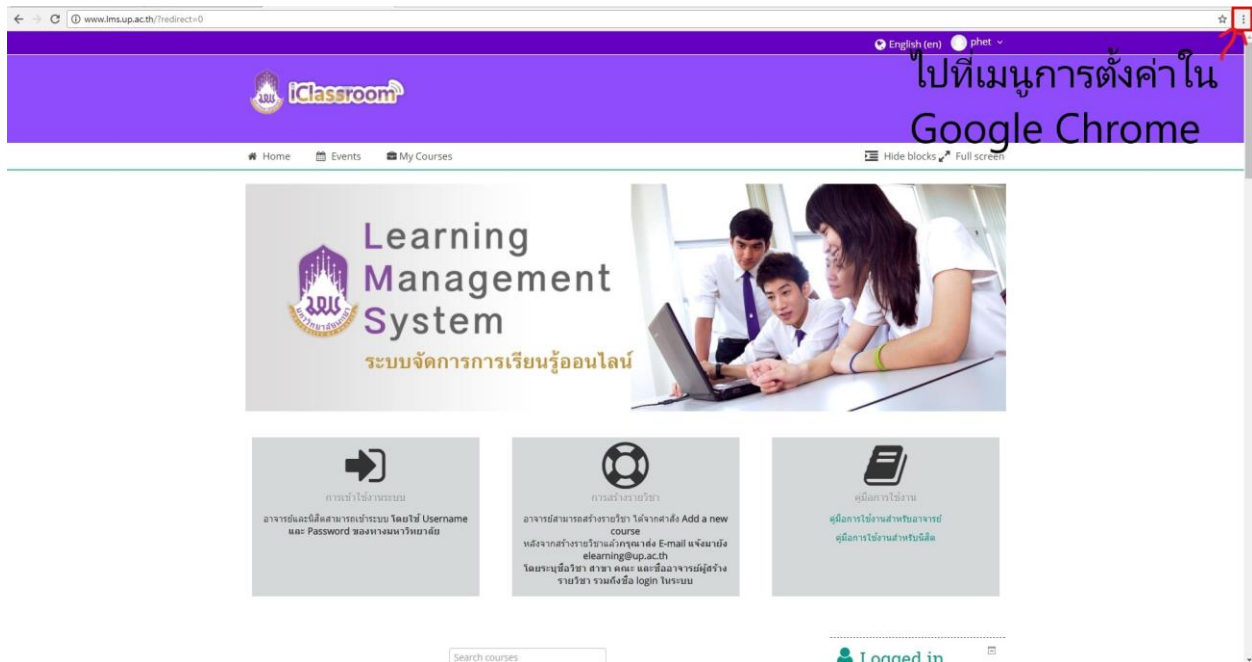 www.lms.up.ac.th/?redirect=0
English (en) phet
iClassroom
ไปที่เมนูการตั้งค่าใน
Google Chrome
Home Events My Courses Hide blocks Full screen
Learning
Management
System
ระบบจัดการการเรียนรู้ออนไลน์
มหาวิทยาลัยพะเยา
การเข้าใช้งานระบบ
อาจารย์และนิสิตสามารถเข้าระบบ โดยใช้ Username
และ Password ของทางมหาวิทยาลัย
การสร้างรายวิชา
อาจารย์สามารถสร้างรายวิชา ได้จากคำสั่ง Add a new
course
หลังจากสร้างรายวิชาแล้วกรุณาส่ง E-mail แจ้งมายัง
elearning@up.ac.th
โดยระบุชื่อวิชา สาขา คณะ และชื่ออาจารย์ผู้สร้าง
รายวิชา รวมถึงชื่อ login ในระบบ
คู่มือการใช้งาน
คู่มือการใช้งานสำหรับอาจารย์
คู่มือการใช้งานสำหรับนิสิต
Search courses
Logged in